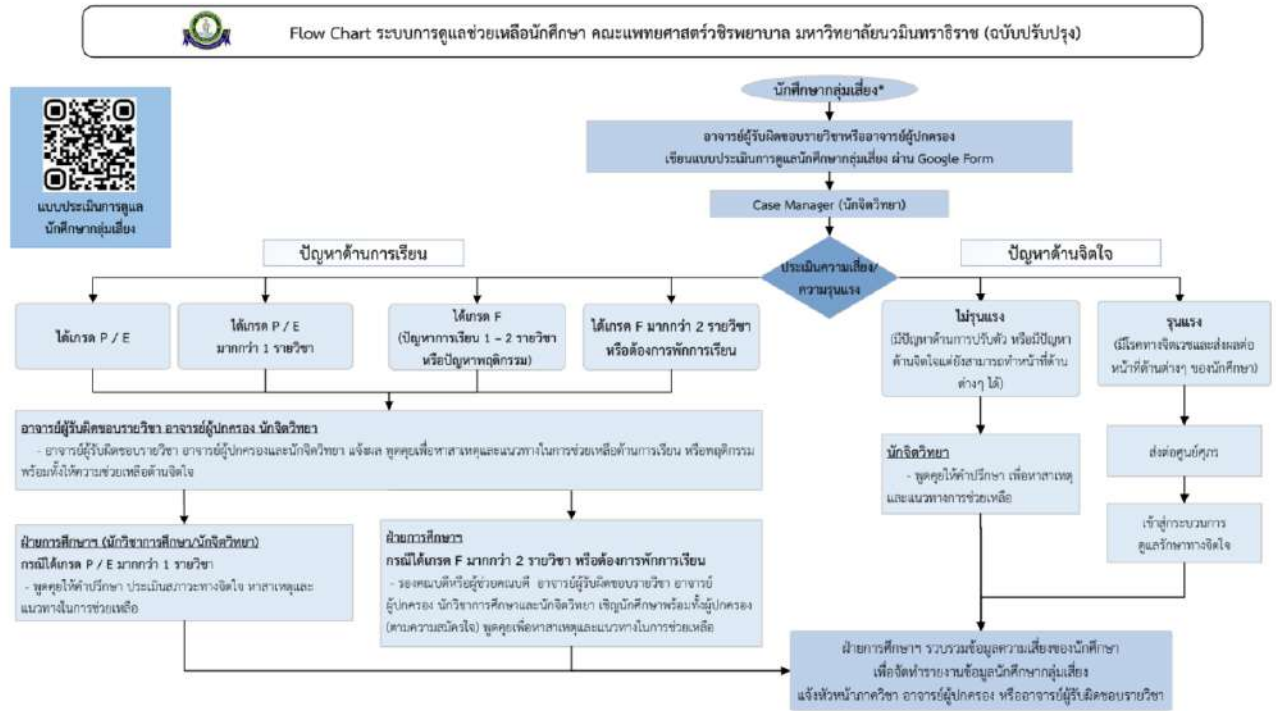 Flow Chart ระบบการดูแลช่วยเหลือนักศึกษา คณะแพทยศาสตร์วชิรพยาบาล มหาวิทยาลัยนวมินทราธิราช (ฉบับปรับปรุง)
แบบประเมินการดูแล
นักศึกษากลุ่มเสี่ยง
นักศึกษากลุ่มเสี่ยง*
อาจารย์ผู้รับผิดชอบรายวิชาหรืออาจารย์ผู้ปกครอง
เขียนแบบประเมินการดูแลนักศึกษากลุ่มเสี่ยง ผ่าน Google Form
Case Manager (นักจิตวิทยา)
ประเมินความเสี่ยง/
ความรุนแรง
ปัญหาด้านการเรียน
ปัญหาด้านจิตใจ
ได้เกรด P / E
ได้เกรด P / E
มากกว่า 1 รายวิชา
ได้เกรด F
(ปัญหาการเรียน 1 – 2 รายวิชา
หรือปัญหาพฤติกรรม)
ได้เกรด F มากกว่า 2 รายวิชา
หรือต้องการพักการเรียน
ไม่รุนแรง
(มีปัญหาด้านการปรับตัว หรือมีปัญหา
ด้านจิตใจแต่ยังสามารถทำหน้าที่ด้าน
ต่างๆ ได้)
รุนแรง
(มีโรคทางจิตเวชและส่งผลต่อ
หน้าที่ด้านต่างๆ ของนักศึกษา)
อาจารย์ผู้รับผิดชอบรายวิชา อาจารย์ผู้ปกครอง นักจิตวิทยา
- อาจารย์ผู้รับผิดชอบรายวิชา อาจารย์ผู้ปกครองและนักจิตวิทยา แจ้งผล พูดคุยเพื่อหาสาเหตุและแนวทางในการช่วยเหลือด้านการเรียน หรือพฤติกรรม
พร้อมทั้งให้ความช่วยเหลือด้านจิตใจ
นักจิตวิทยา
- พูดคุยให้คำปรึกษา เพื่อหาสาเหตุ
และแนวทางการช่วยเหลือ
ส่งต่อศูนย์ศุภร
เข้าสู่กระบวนการ
ดูแลรักษาทางจิตใจ
ฝ่ายการศึกษาฯ (นักวิชาการศึกษา/นักจิตวิทยา)
กรณีได้เกรด P / E มากกว่า 1 รายวิชา
- พูดคุยให้คำปรึกษา ประเมินสภาวะทางจิตใจ หาสาเหตุและ
แนวทางในการช่วยเหลือ
ฝ่ายการศึกษาฯ
กรณีได้เกรด F มากกว่า 2 รายวิชา หรือต้องการพักการเรียน
- รองคณบดีหรือผู้ช่วยคณบดี อาจารย์ผู้รับผิดชอบรายวิชา อาจารย์
ผู้ปกครอง นักวิชาการศึกษาและนักจิตวิทยา เชิญนักศึกษาพร้อมทั้งผู้ปกครอง
(ตามความสมัครใจ) พูดคุยเพื่อหาสาเหตุและแนวทางในการช่วยเหลือ
ฝ่ายการศึกษาฯ รวบรวมข้อมูลความเสี่ยงของนักศึกษา
เพื่อจัดทำรายงานข้อมูลนักศึกษากลุ่มเสี่ยง
แจ้งหัวหน้าภาควิชา อาจารย์ผู้ปกครอง หรืออาจารย์ผู้รับผิดชอบรายวิชา